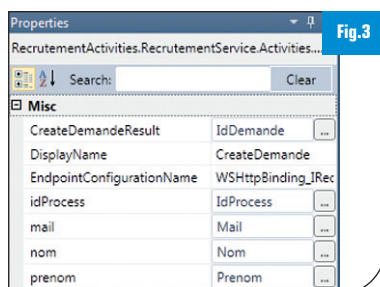 Properties
Fig.3
RecrutementActivities.RecrutementService.Activities....
Search: Clear
Misc
CreateDemandeResult IdDemande ...
DisplayName CreateDemande
EndpointConfigurationName WSHttpBinding_IRec
idProcess IdProcess ...
mail Mail ...
nom Nom ...
prenom Prenom ...